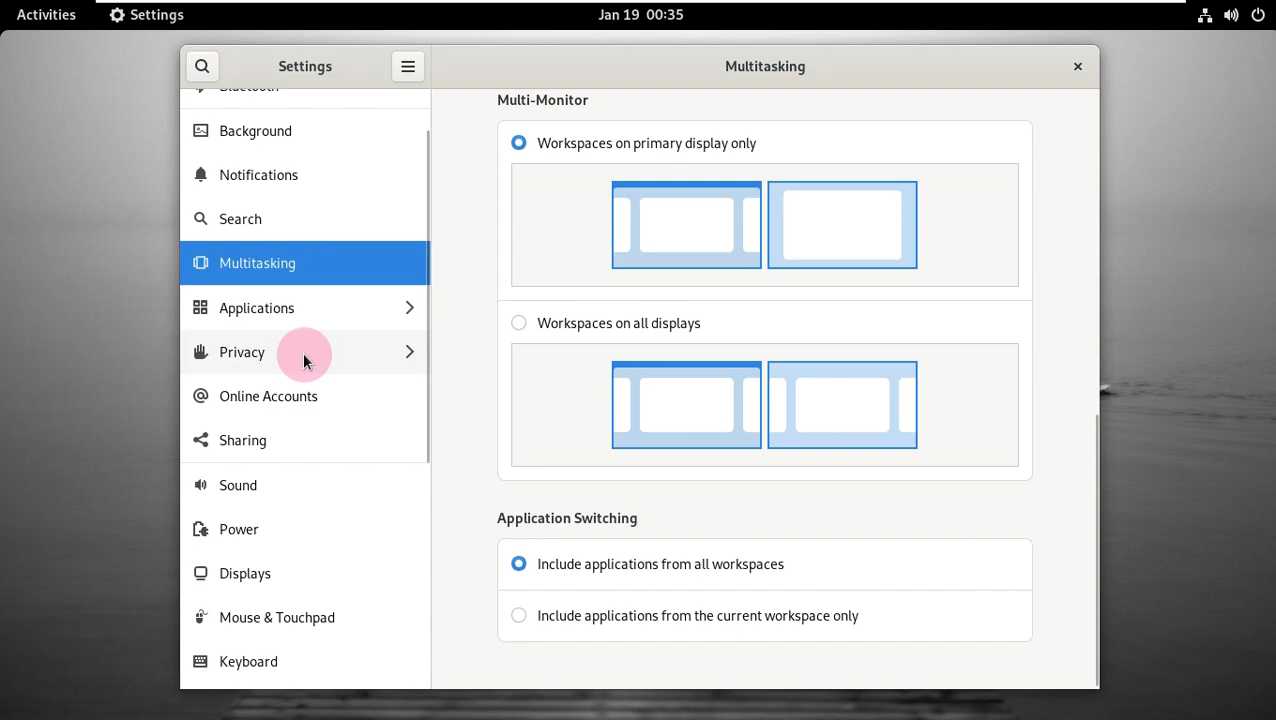 Activities
Settings
Jan 19 00:35
Settings
Multitasking
Bluetooth
Background
Notifications
Search
Multitasking
Applications
Privacy
Online Accounts
Sharing
Sound
Power
Displays
Mouse & Touchpad
Keyboard
Multi-Monitor
Workspaces on primary display only
Workspaces on all displays
Application Switching
Include applications from all workspaces
Include applications from the current workspace only